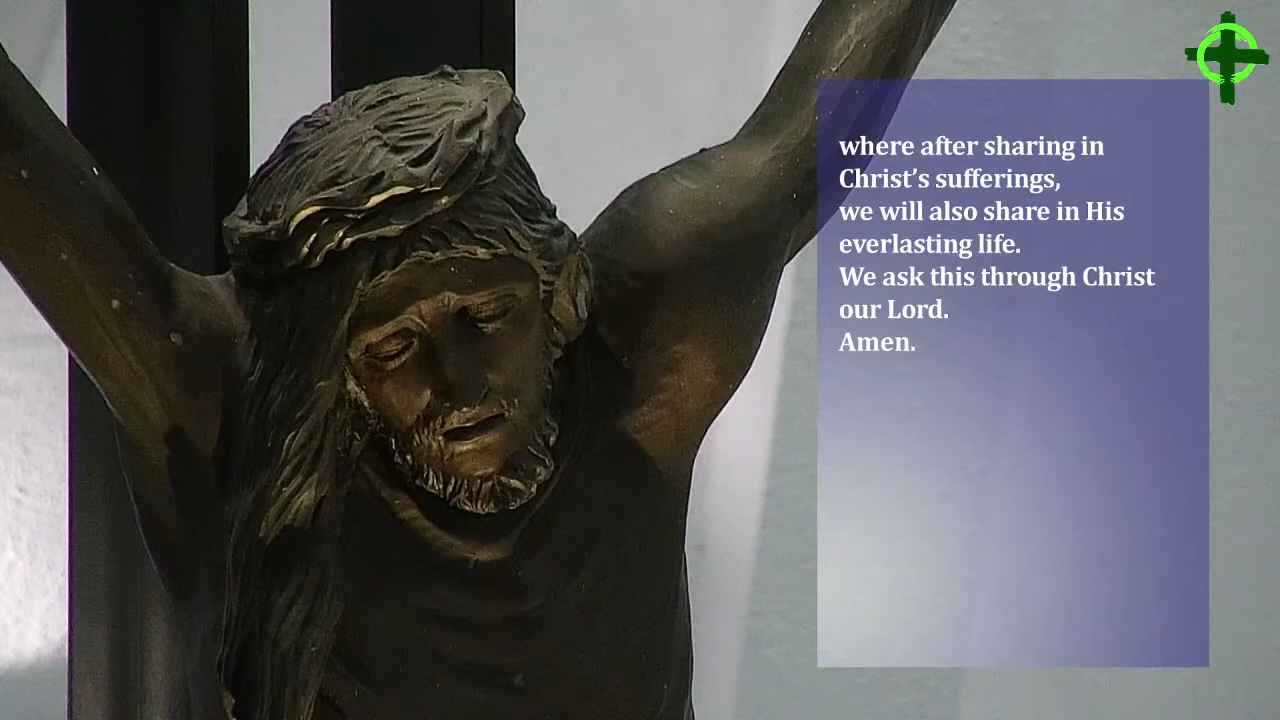 where after sharing in
Christ’s sufferings,
we will also share in His
everlasting life.
We ask this through Christ
our Lord.
Amen.